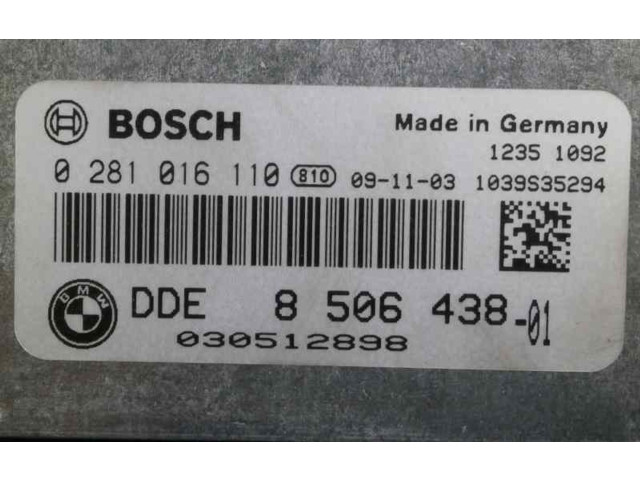 BOSCH Made in Germany
1235 1092
0 281 016 110 810 09-11-03 1039S35294
BMW DDE 8 506 438-01
030512898